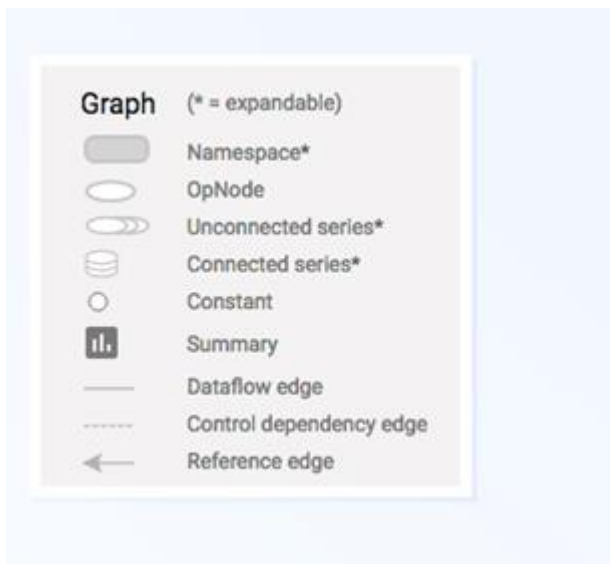 Graph (* = expandable)
Namespace*
OpNode
Unconnected series*
Connected series*
Constant
Summary
Dataflow edge
Control dependency edge
Reference edge